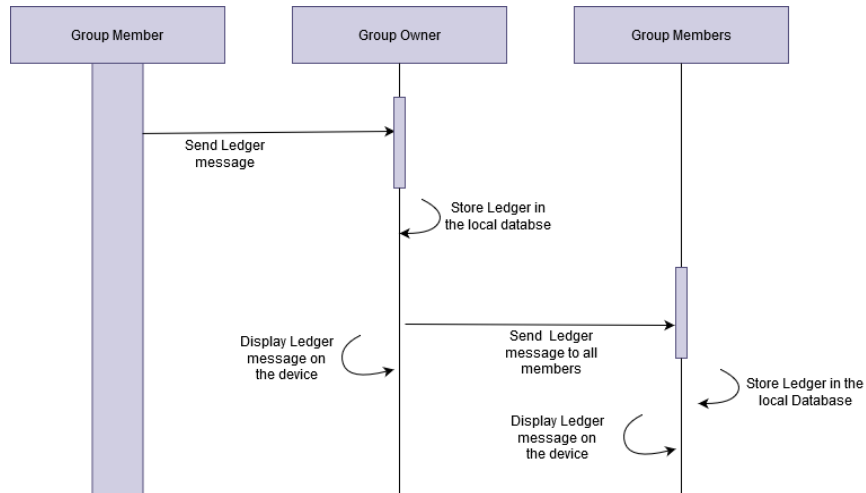 Group Member
Group Owner
Group Members
Send Ledger
message
Store Ledger in
the local databse
Display Ledger
message on
the device
Send Ledger
message to all
members
Store Ledger in the
local Database
Display Ledger
message on
the device